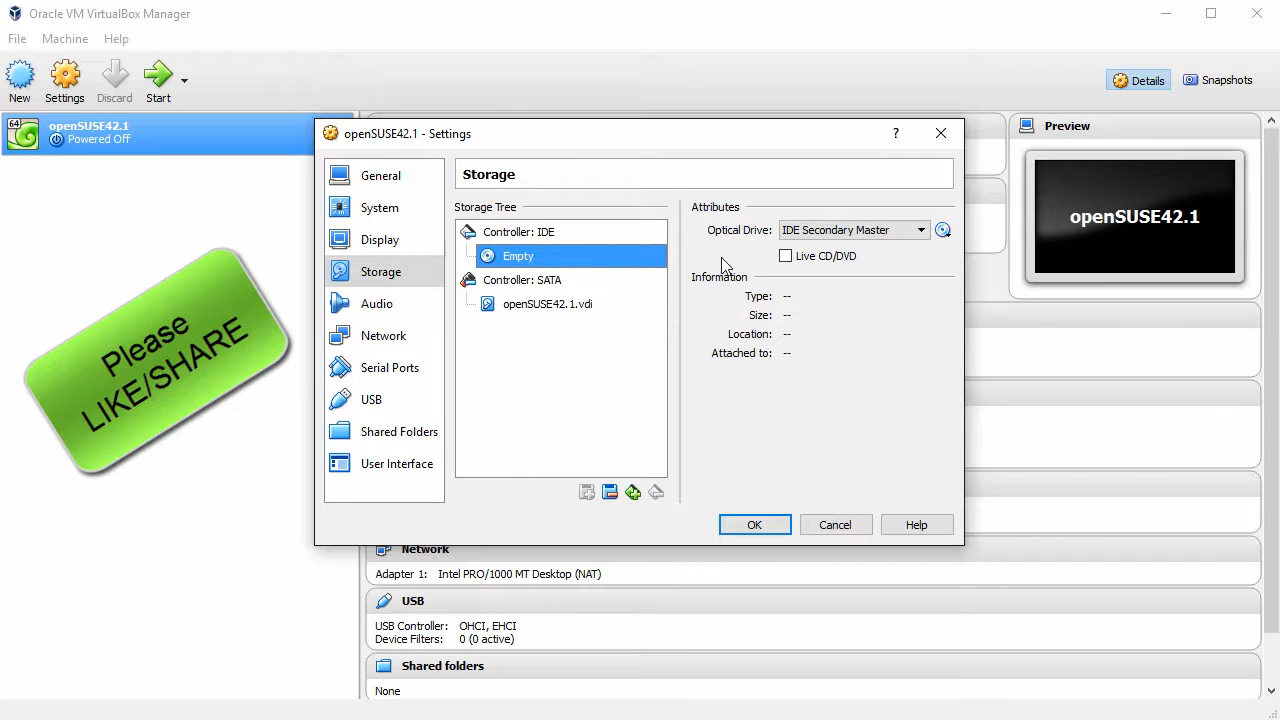 Oracle VM VirtualBox Manager
File Machine Help
New Settings Discard Start
Details Snapshots
64 openSUSE42.1
Powered Off
Preview
openSUSE42.1
Please
LIKE/SHARE
openSUSE42.1 - Settings
?
General
System
Display
Storage
Audio
Network
Serial Ports
USB
Shared Folders
User Interface
Storage
Storage Tree
Controller: IDE
Empty
Controller: SATA
openSUSE42.1.vdi
Attributes
Optical Drive: IDE Secondary Master
Live CD/DVD
Information
Type: --
Size: --
Location: --
Attached to: --
OK Cancel Help
Network
Adapter 1: Intel PRO/1000 MT Desktop (NAT)
USB
USB Controller: OHCI, EHCI
Device Filters: 0 (0 active)
Shared folders
None